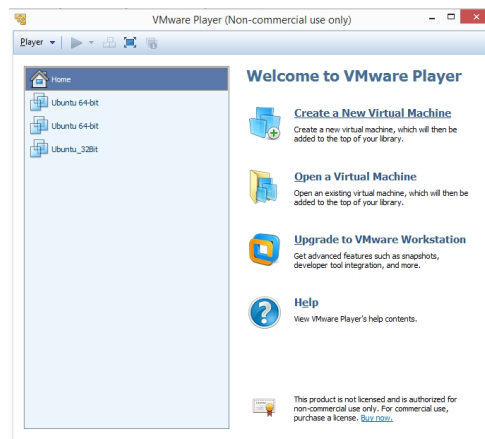 VMware Player (Non-commercial use only)
Player
Home
Ubuntu 64-bit
Ubuntu 64-bit
Ubuntu_32Bit
Welcome to VMware Player
Create a New Virtual Machine
Create a new virtual machine, which will then be
added to the top of your library.
Open a Virtual Machine
Open an existing virtual machine, which will then be
added to the top of your library.
Upgrade to VMware Workstation
Get advanced features such as snapshots,
developer tool integration, and more.
Help
View VMware Player's help contents.
This product is not licensed and is authorized for
non-commercial use only. For commercial use,
purchase a license. Buy now.